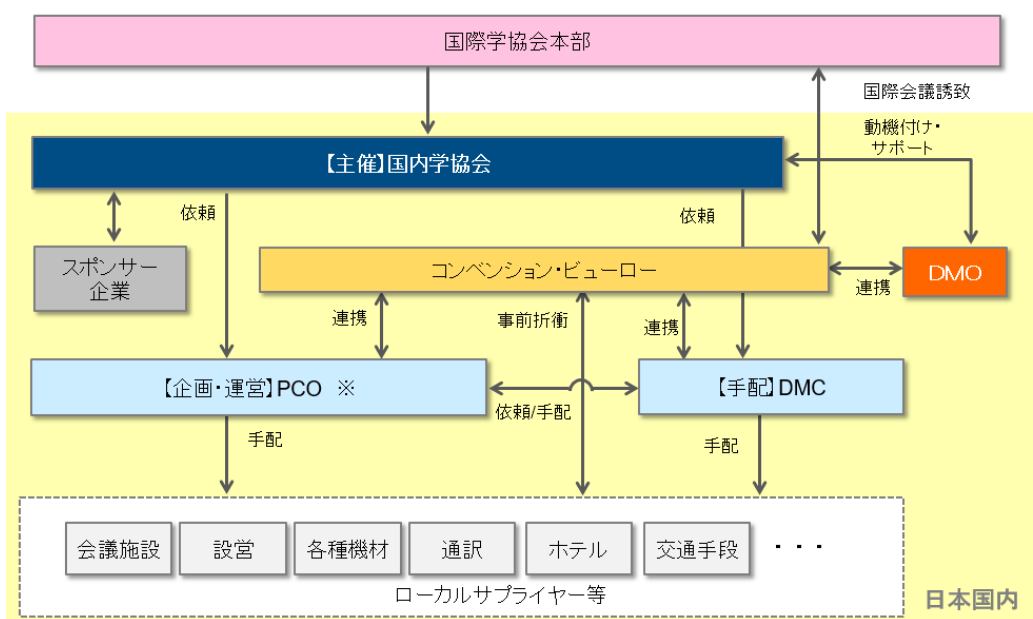 国際学協会本部
国際会議誘致
動機付け・
サポート
【主催】国内学協会
依頼
依頼
スポンサー
企業
コンベンション・ビューロー
DMO
連携
連携
事前折衝
連携
【企画・運営】PCO ※
【手配】DMC
依頼/手配
手配
手配
会議施設
設営
各種機材
通訳
ホテル
交通手段
・・・
ローカルサプライヤー等
日本国内